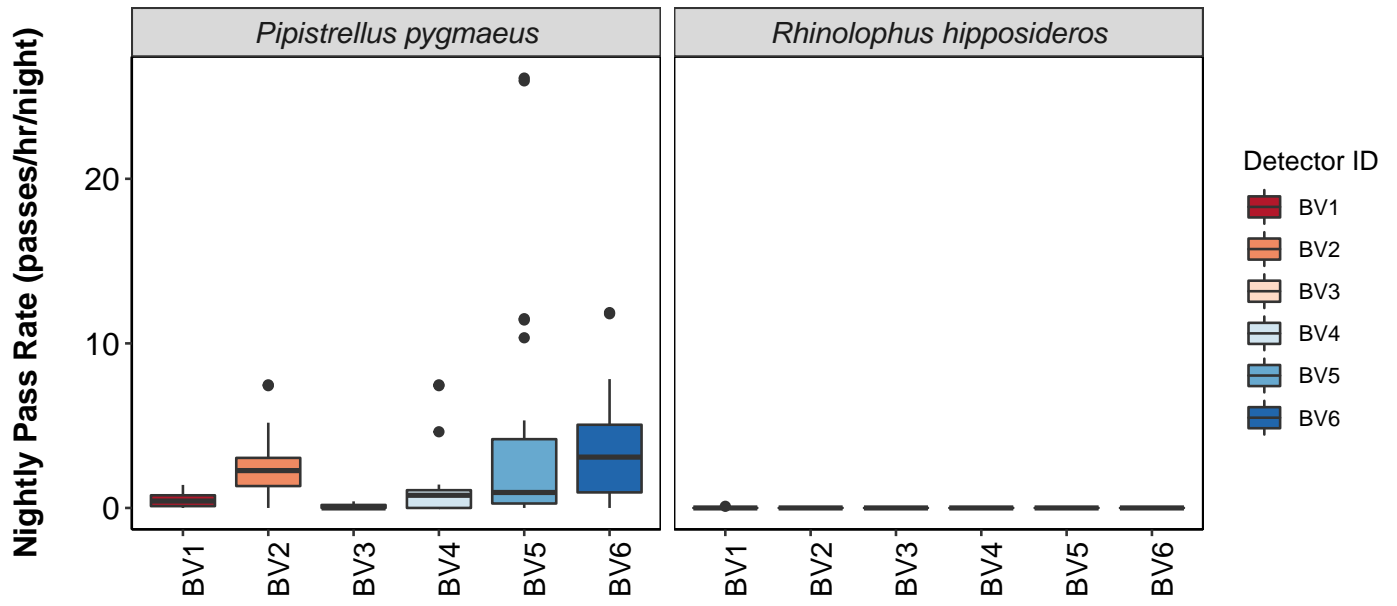 Pipistrellus pygmaeus
Rhinolophus hipposideros
Nightly Pass Rate (passes/hr/night)
20
10
0
BV1
BV2
BV3
BV4
BV5
BV6
BV1
BV2
BV3
BV4
BV5
BV6
Detector ID
BV1
BV2
BV3
BV4
BV5
BV6